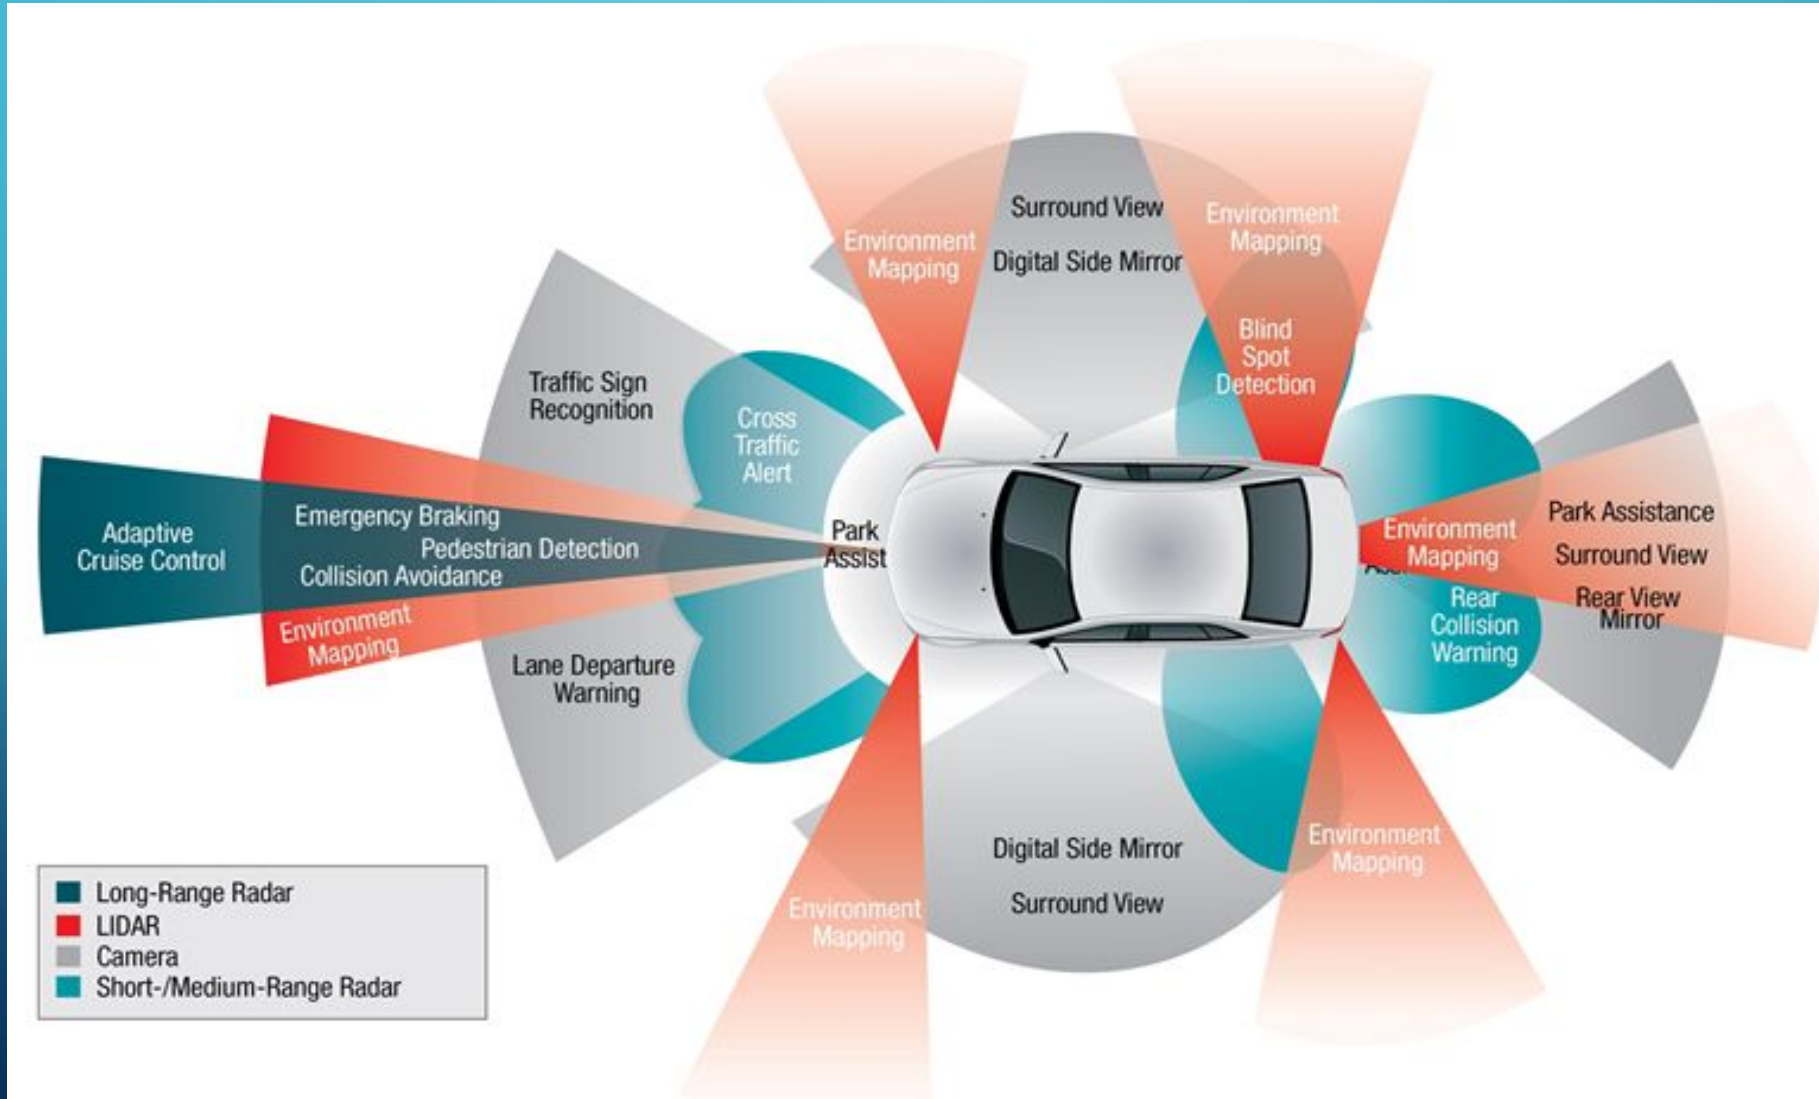 Surround View
Digital Side Mirror
Environment
Mapping
Environment
Mapping
Blind
Spot
Detection
Traffic Sign
Recognition
Cross
Traffic
Alert
Adaptive
Cruise Control
Emergency Braking
Pedestrian Detection
Collision Avoidance
Environment
Mapping
Lane Departure
Warning
Park
Assist
Environment
Mapping
Park Assistance
Surround View
Rear View
Mirror
Rear
Collision
Warning
Digital Side Mirror
Surround View
Environment
Mapping
Environment
Mapping
Long-Range Radar
LIDAR
Camera
Short-/Medium-Range Radar